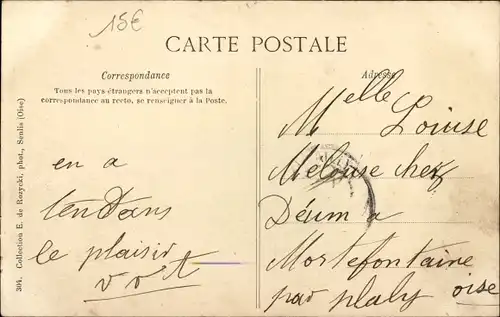 15€
CARTE POSTALE
Correspondance
Tous les pays étrangers n'acceptent pas la
correspondance au recto, se renseigner à la Poste.
en a
tendans
le plaisir
v v t
Adresse
Melle
Louise
Melouse chez
Déum a
Mortefontaine
par plaly oise
304. Collection E. de Rozycki, phot., Senlis (Oise)